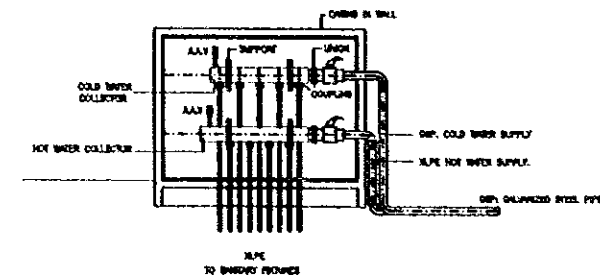 CABINS IN WALL
A.A.V
SUPPORT
UNION
COLD WATER
COLLECTOR
COUPLING
A.A.V
HOT WATER COLLECTOR
COLD WATER SUPPLY
XLPE HOT WATER SUPPLY.
GALVANIZED STEEL PIPE
XLPE
TO SANITARY FIXTURES